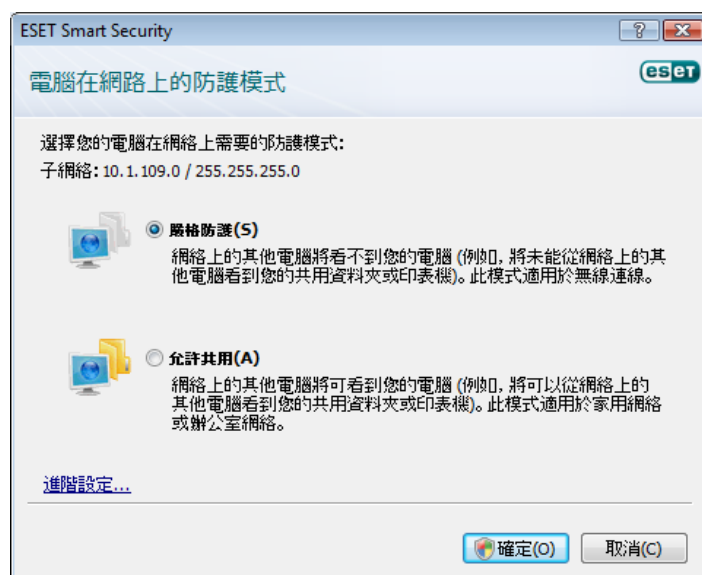 ESET Smart Security
電腦在網路上的防護模式
eseT
選擇您的電腦在網絡上需要的防護模式:
子網絡: 10.1.109.0 / 255.255.255.0
嚴格防護(S)
網絡上的其他電腦將看不到您的電腦 (例如, 將未能從網絡上的其
他電腦看到您的共用資料夾或印表機)。此模式適用於無線連線。
允許共用(A)
網絡上的其他電腦將可看到您的電腦 (例如, 將可以從網絡上的
其他電腦看到您的共用資料夾或印表機)。此模式適用於家用網絡
或辦公室網絡。
進階設定...
確定(O)
取消(C)